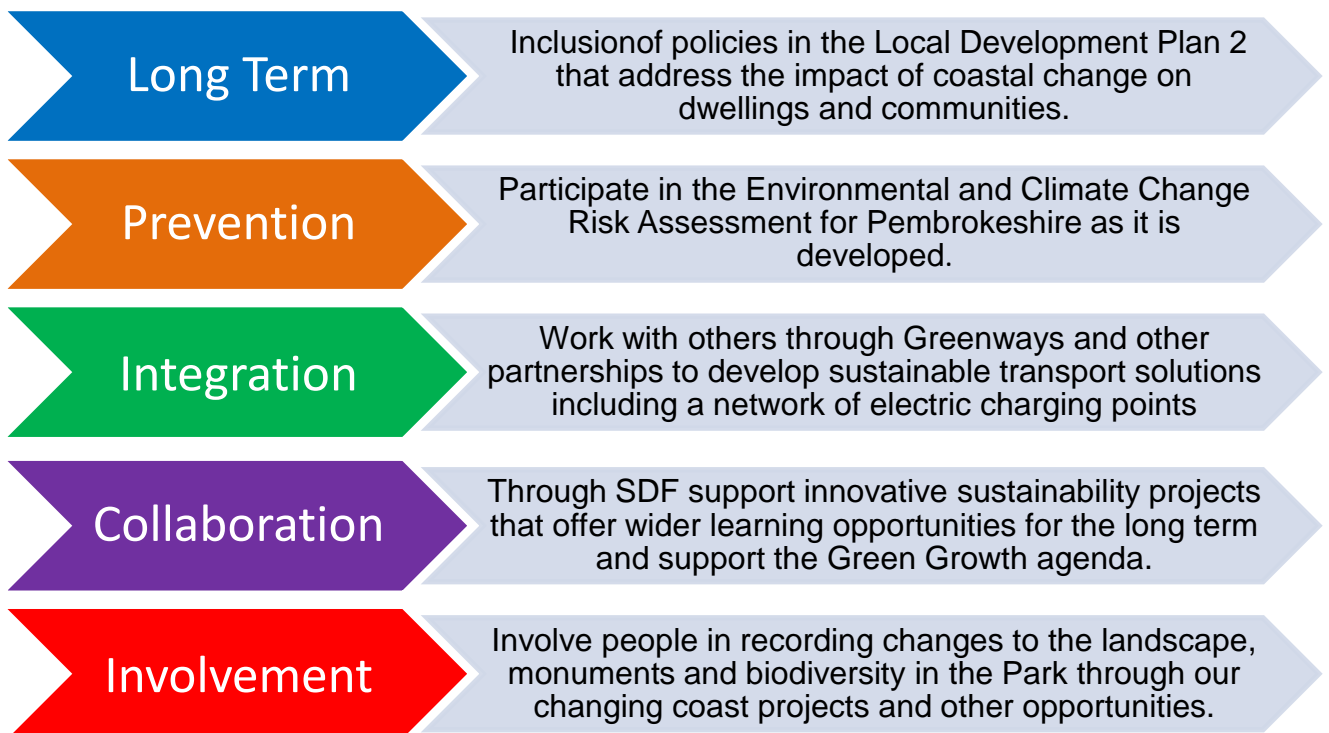 Long Term
Inclusionof policies in the Local Development Plan 2
that address the impact of coastal change on
dwellings and communities.
Prevention
Participate in the Environmental and Climate Change
Risk Assessment for Pembrokeshire as it is
developed.
Integration
Work with others through Greenways and other
partnerships to develop sustainable transport solutions
including a network of electric charging points
Collaboration
Through SDF support innovative sustainability projects
that offer wider learning opportunities for the long term
and support the Green Growth agenda.
Involvement
Involve people in recording changes to the landscape,
monuments and biodiversity in the Park through our
changing coast projects and other opportunities.